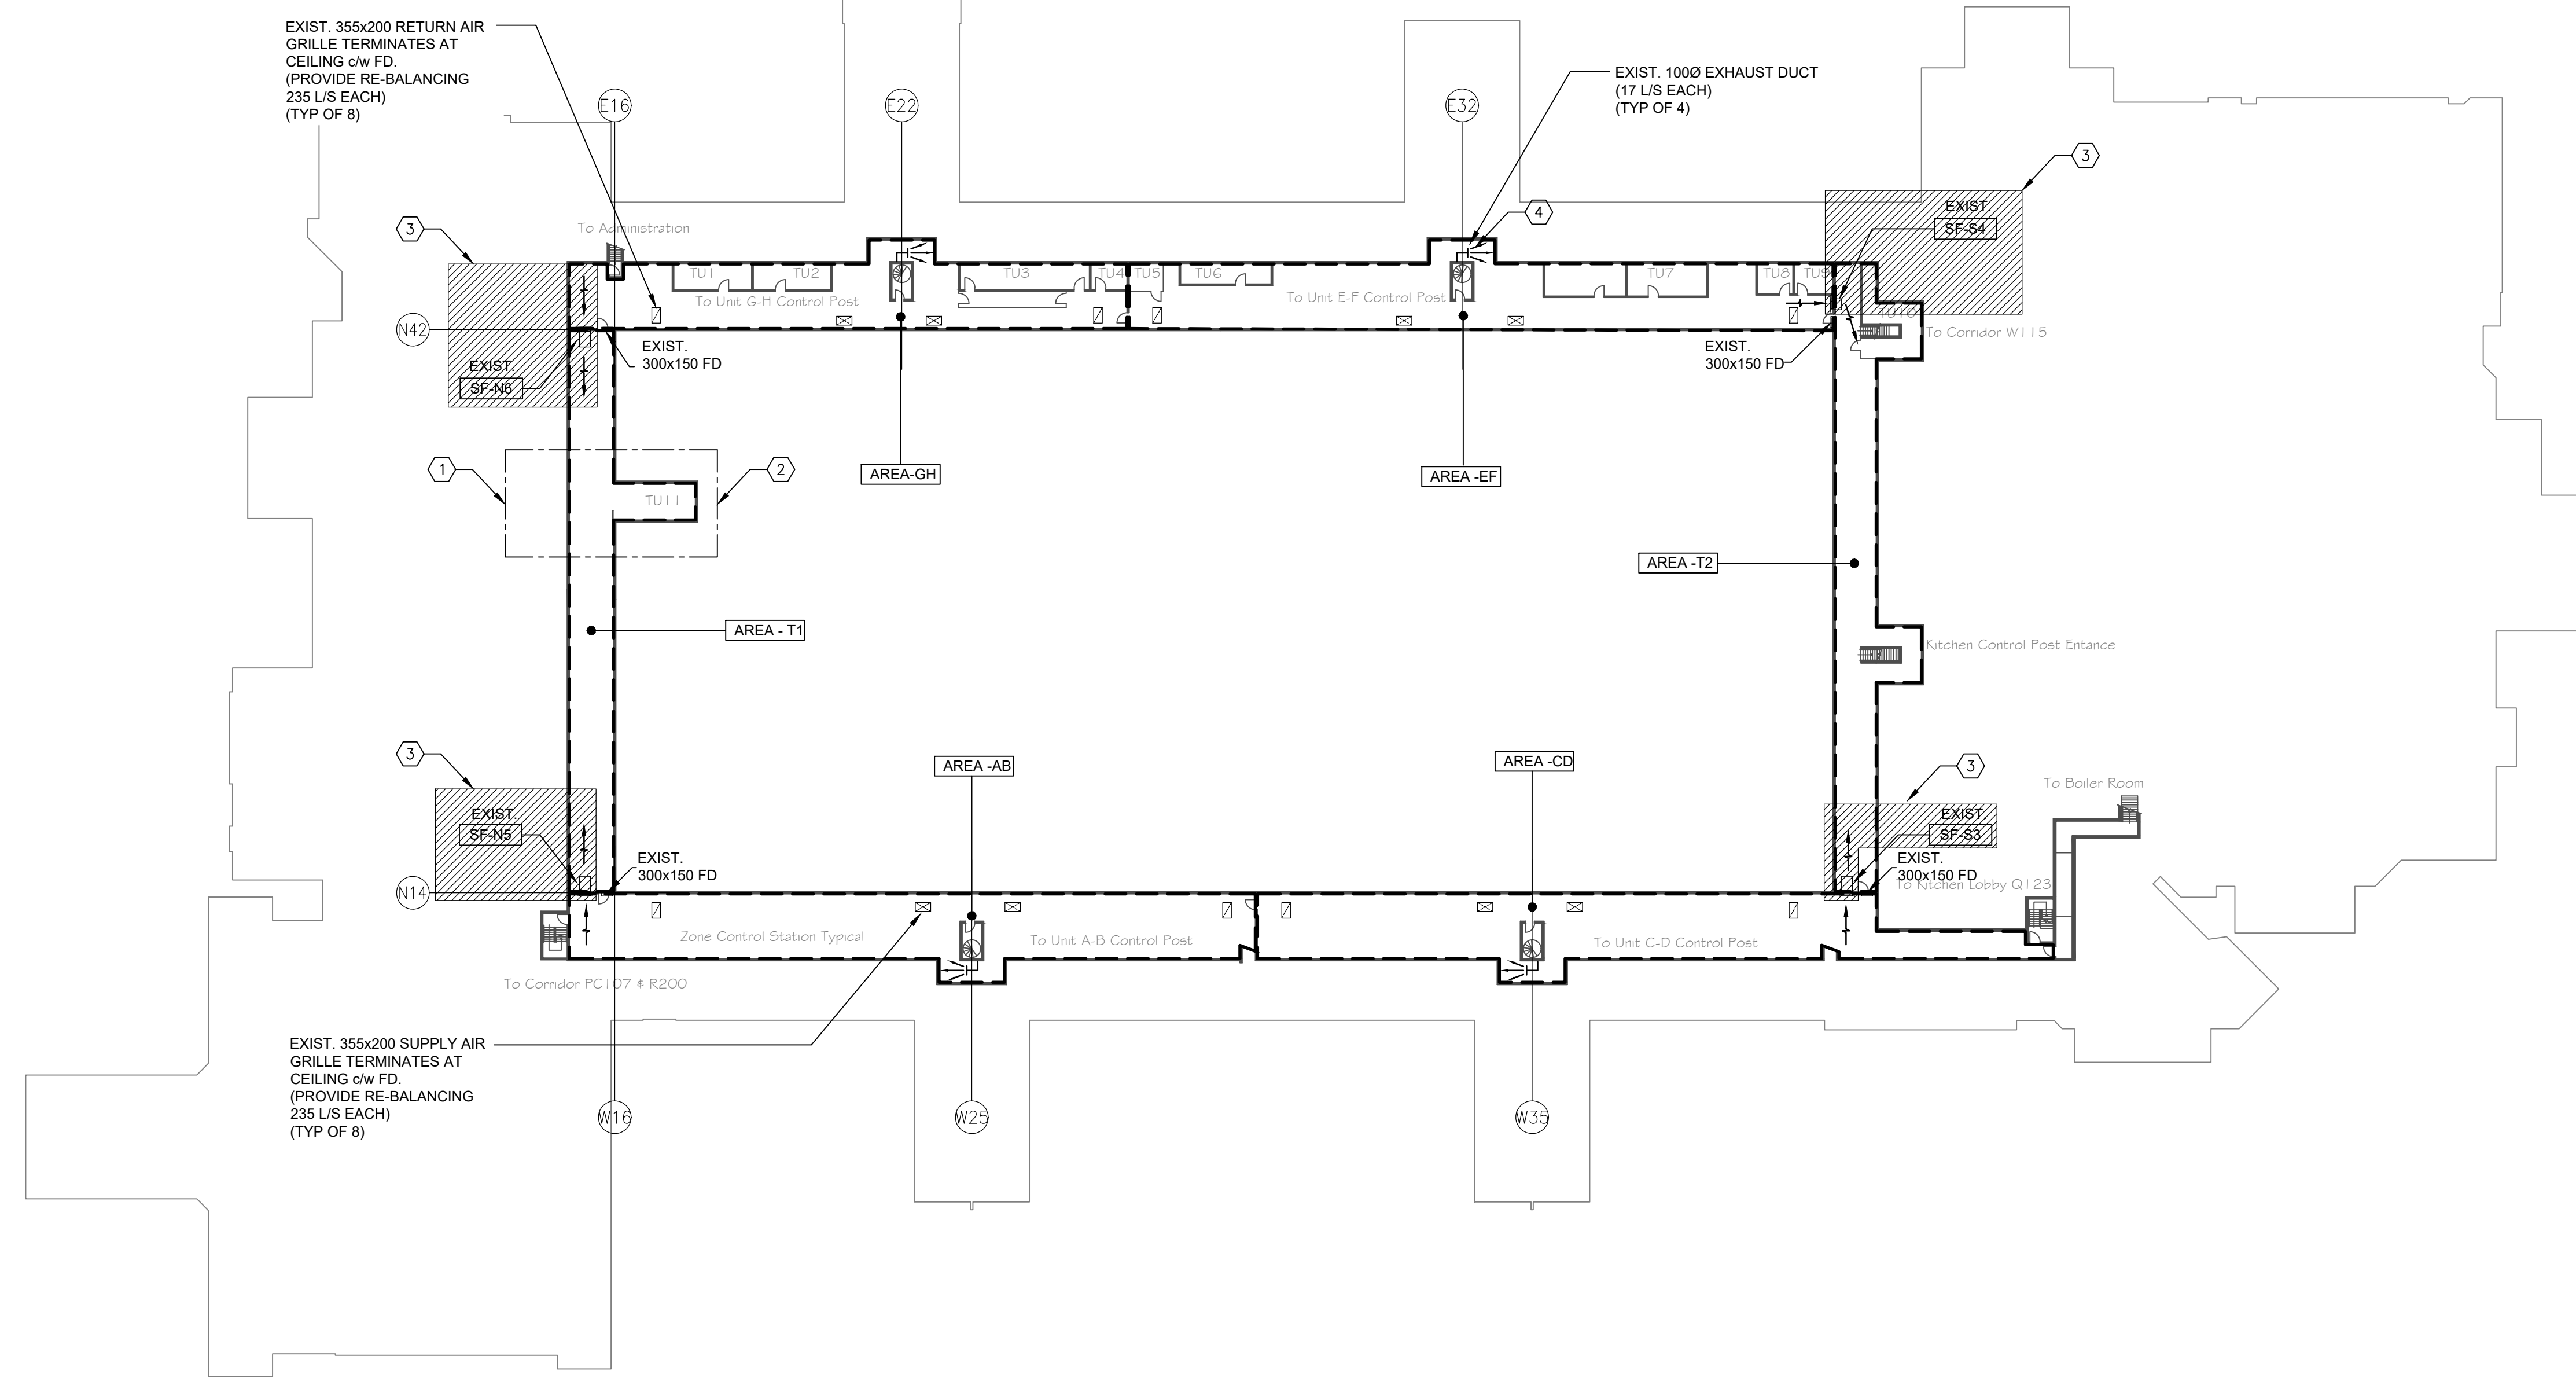 EXIST. 355x200 RETURN AIR
GRILLE TERMINATES AT
CEILING c/w FD.
(PROVIDE RE-BALANCING
235 L/S EACH)
(TYP OF 8)
E16
E22
E32
EXIST. 100Ø EXHAUST DUCT
(17 L/S EACH)
(TYP OF 4)
3
4
3
To Administration
EXIST
SF-S4
TU1
TU2
TU3
TU4
TU5
TU6
TU7
TU8
TU9
To Unit G-H Control Post
To Unit E-F Control Post
TU10
N42
To Corridor W115
EXIST.
300x150 FD
EXIST.
300x150 FD
EXIST.
SF-N6
1
2
AREA-GH
AREA -EF
TU11
AREA -T2
AREA - T1
Kitchen Control Post Entance
3
AREA -AB
AREA -CD
3
To Boiler Room
EXIST.
SF-N5
EXIST
SF-S3
EXIST.
300x150 FD
EXIST.
300x150 FD
To Kitchen Lobby Q123
N14
Zone Control Station Typical
To Unit A-B Control Post
To Unit C-D Control Post
To Corridor PC107 & R200
EXIST. 355x200 SUPPLY AIR
GRILLE TERMINATES AT
CEILING c/w FD.
(PROVIDE RE-BALANCING
235 L/S EACH)
(TYP OF 8)
W16
W25
W35